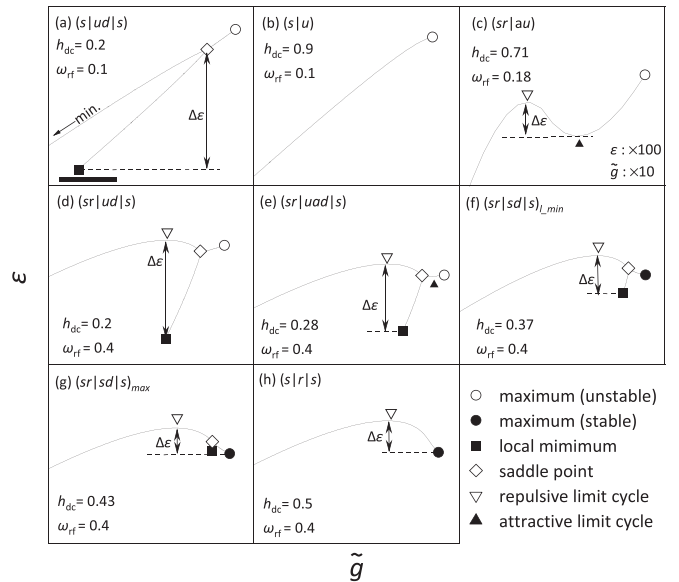 (a) (s|ud|s)
h_dc = 0.2
ω_rf = 0.1
min.
Δε
(b) (s|u)
h_dc = 0.9
ω_rf = 0.1
(c) (sr|au)
h_dc = 0.71
ω_rf = 0.18
Δε
ε : ×100
g̃ : ×10
(d) (sr|ud|s)
Δε
h_dc = 0.2
ω_rf = 0.4
(e) (sr|uad|s)
Δε
h_dc = 0.28
ω_rf = 0.4
(f) (sr|sd|s)_l_min
Δε
h_dc = 0.37
ω_rf = 0.4
ε
(g) (sr|sd|s)_max
Δε
h_dc = 0.43
ω_rf = 0.4
(h) (s|r|s)
Δε
h_dc = 0.5
ω_rf = 0.4
maximum (unstable)
maximum (stable)
local mimimum
saddle point
repulsive limit cycle
attractive limit cycle
g̃